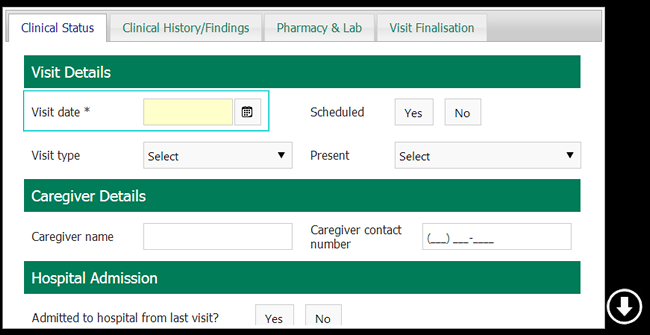 Clinical Status Clinical History/Findings Pharmacy & Lab Visit Finalisation
Visit Details
Visit date * Scheduled Yes No
Visit type Select Present Select
Caregiver Details
Caregiver name Caregiver contact number (___) ___-____
Hospital Admission
Admitted to hospital from last visit? Yes No